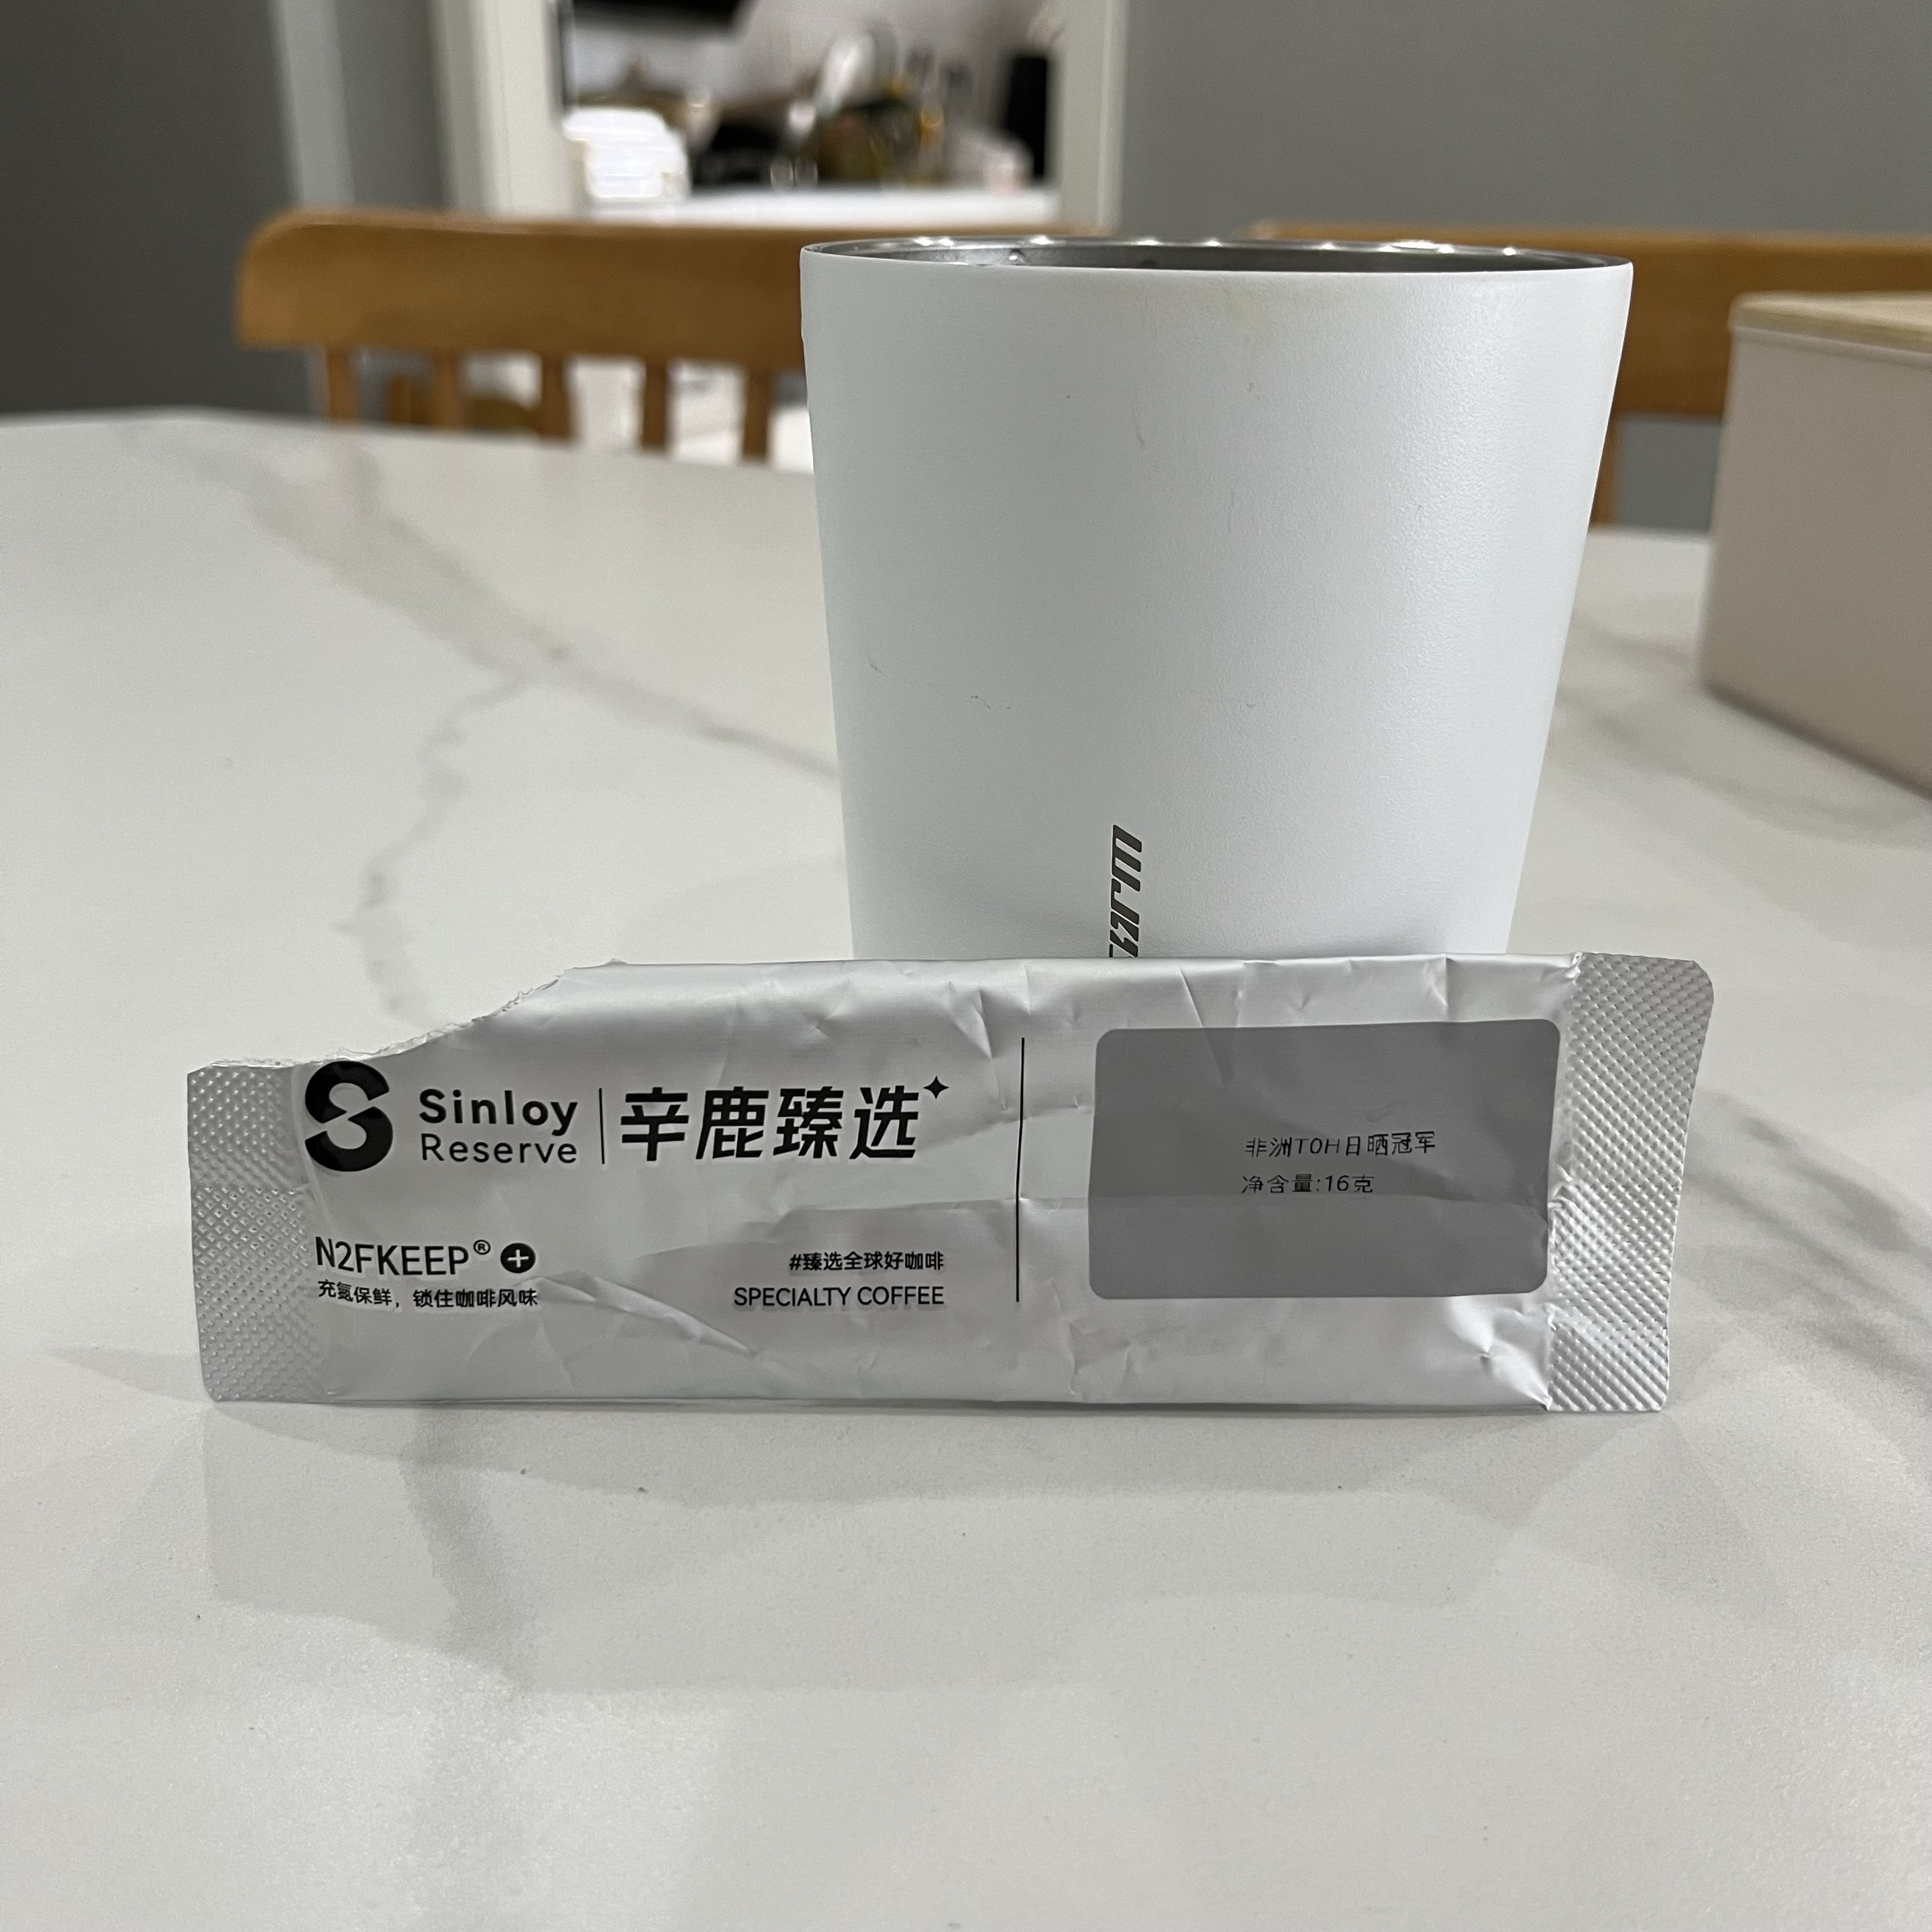 Sinloy
Reserve
辛鹿臻选
N2FKEEP®
充氮保鲜，锁住咖啡风味
#臻选全球好咖啡
SPECIALTY COFFEE
非洲TOH日晒冠军
净含量:16克